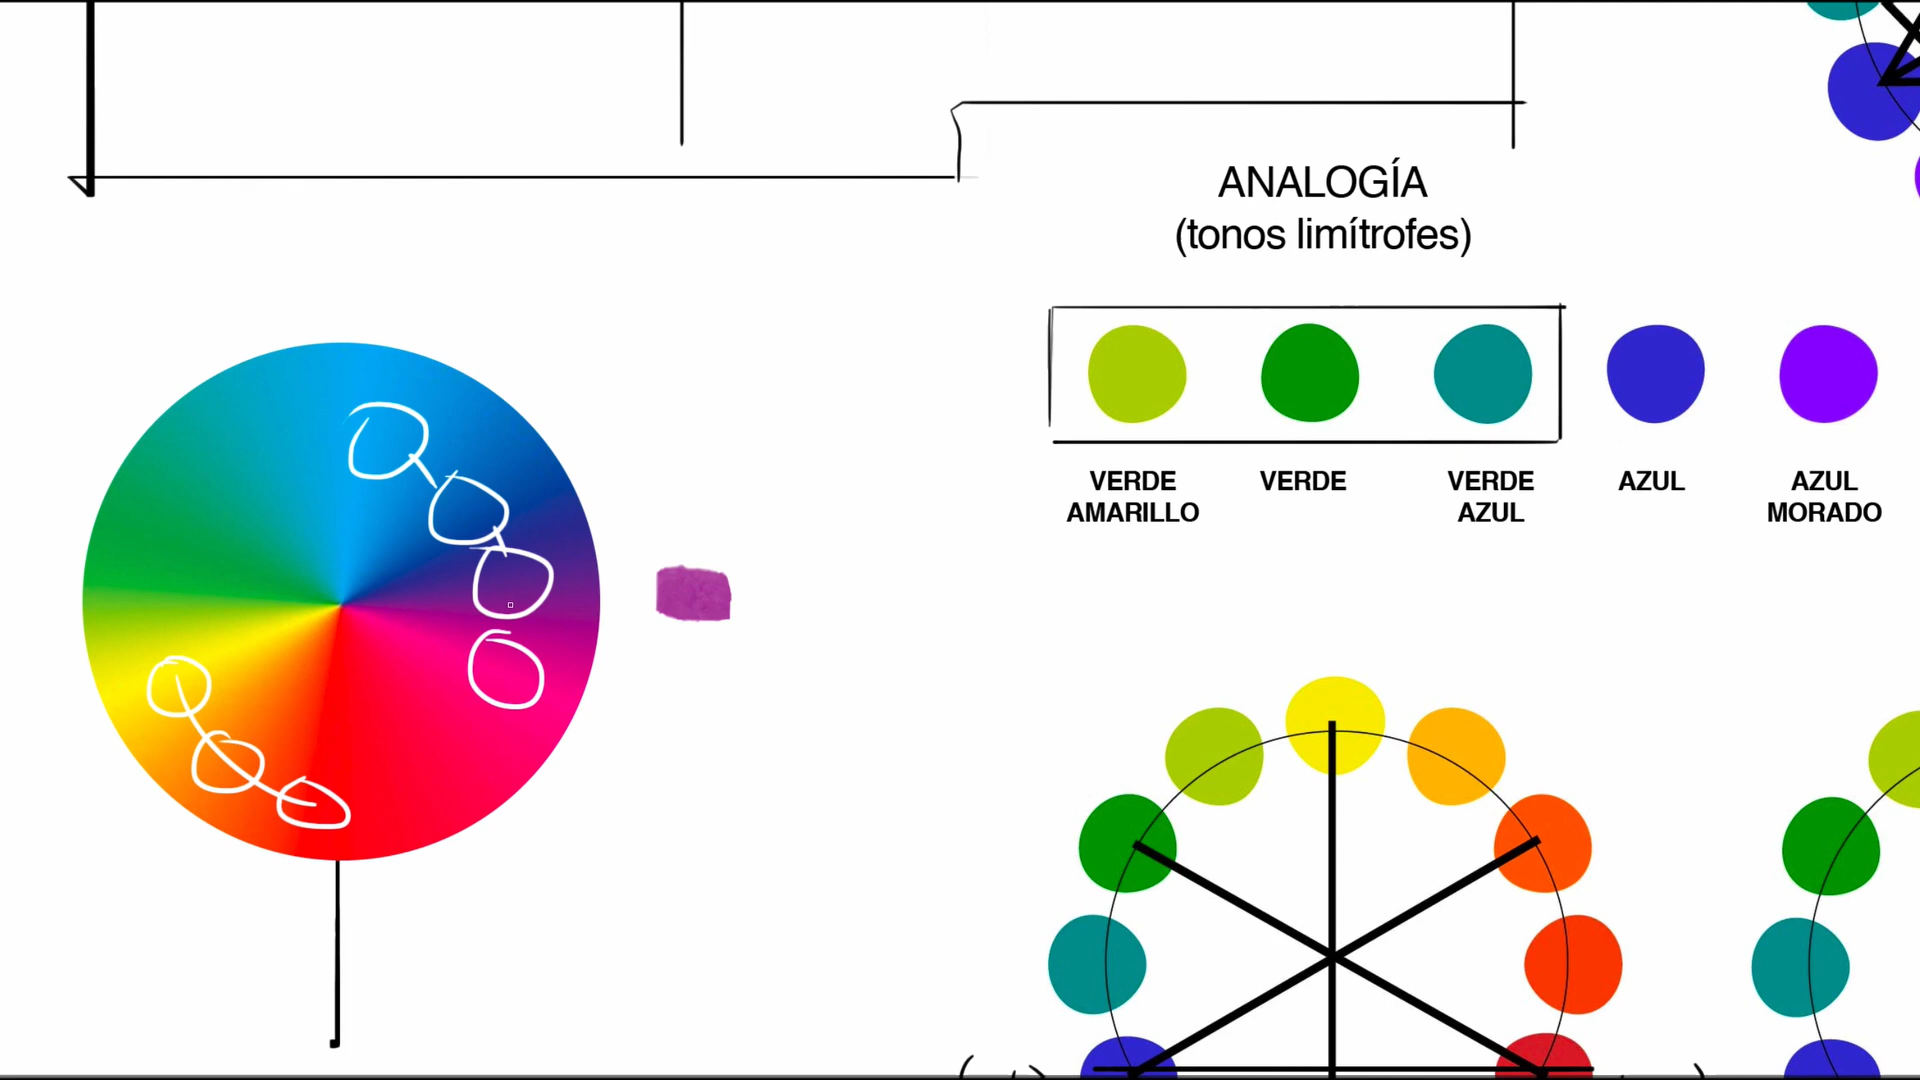 ANALOGÍA
(tonos limítrofes)
VERDE
AMARILLO
VERDE
VERDE
AZUL
AZUL
AZUL
MORADO